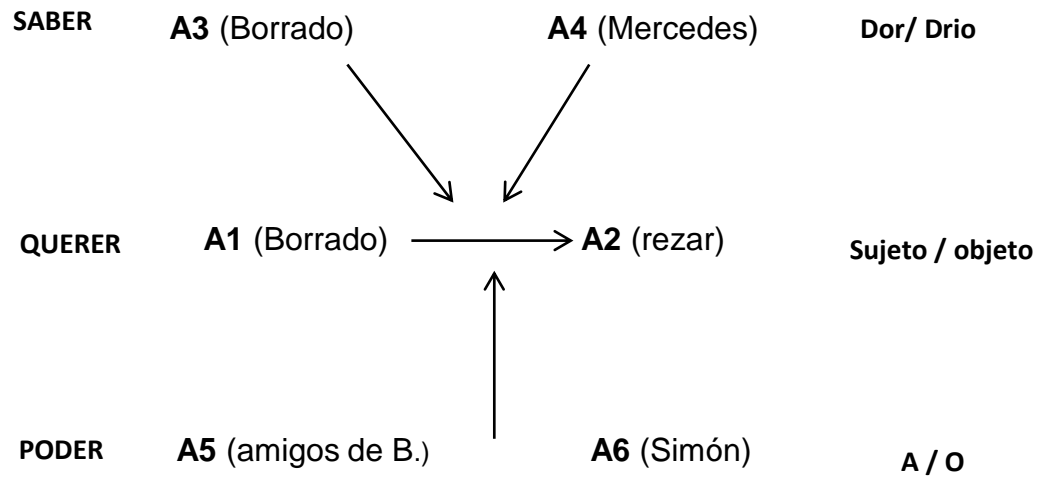 SABER A3 (Borrado) A4 (Mercedes) Dor/ Drio
QUERER A1 (Borrado) A2 (rezar) Sujeto / objeto
PODER A5 (amigos de B.) A6 (Simón) A / O